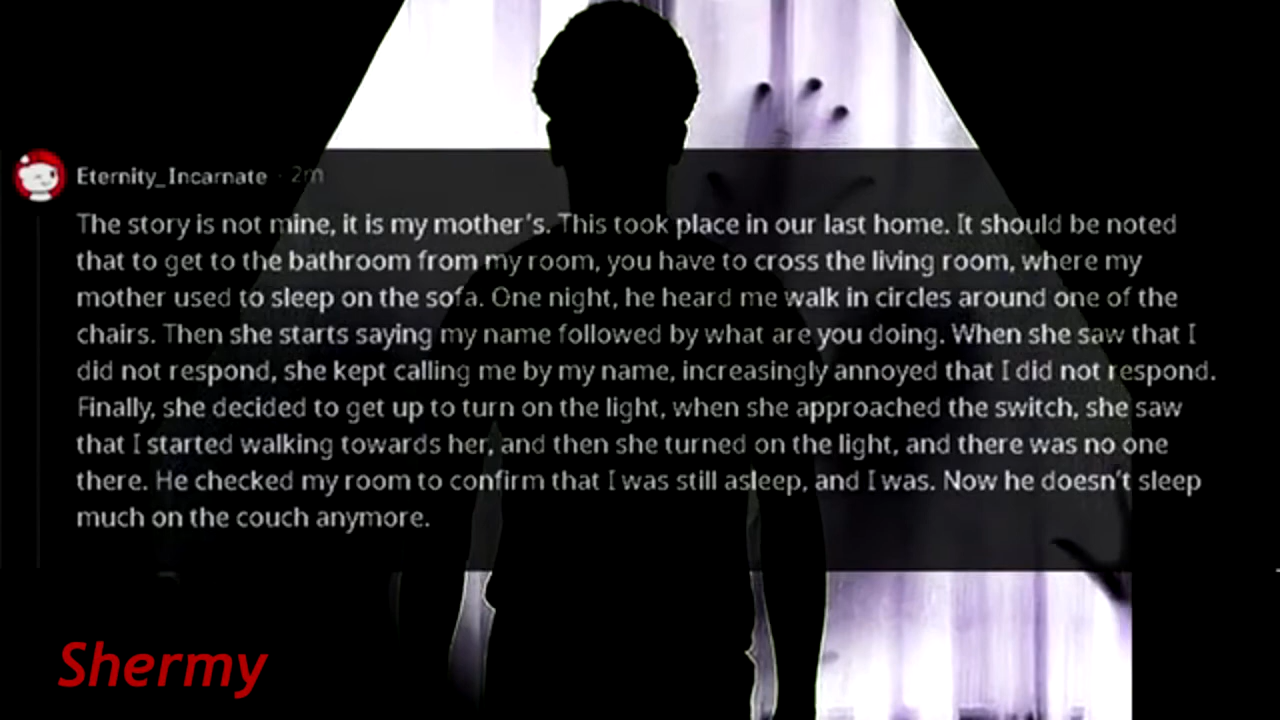 Eternity_Incarnate · 2m
The story is not mine, it is my mother's. This took place in our last home. It should be noted
that to get to the bathroom from my room, you have to cross the living room, where my
mother used to sleep on the sofa. One night, he heard me walk in circles around one of the
chairs. Then she starts saying my name followed by what are you doing. When she saw that I
did not respond, she kept calling me by my name, increasingly annoyed that I did not respond.
Finally, she decided to get up to turn on the light, when she approached the switch, she saw
that I started walking towards her, and then she turned on the light, and there was no one
there. He checked my room to confirm that I was still asleep, and I was. Now he doesn't sleep
much on the couch anymore.
Shermy